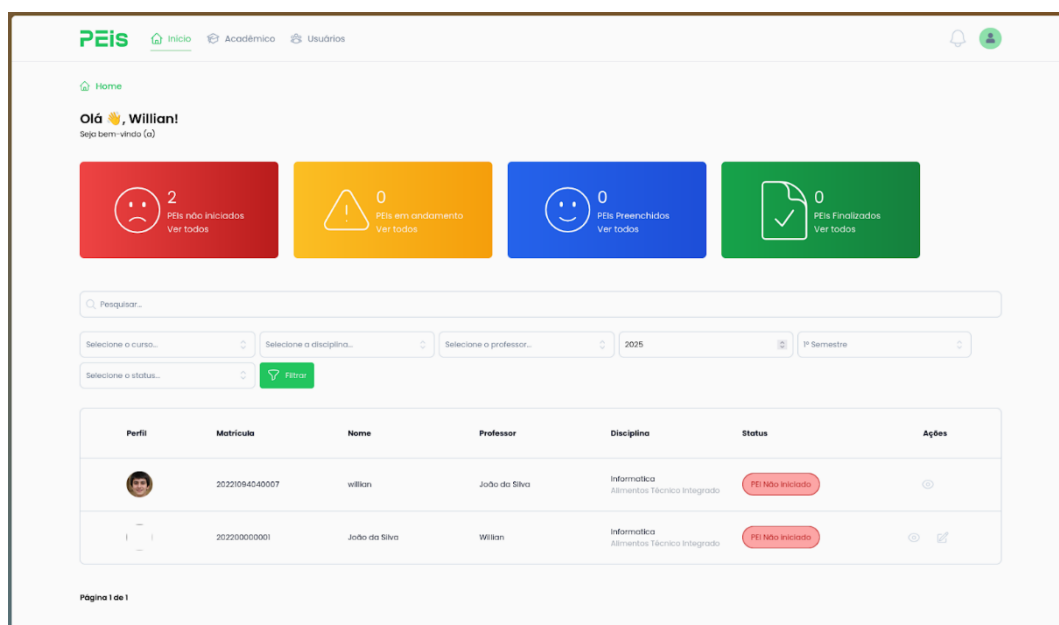 PEIs Início Acadêmico Usuários
Home
Olá 👋, Willian!
Seja bem-vindo (a)
2
PEIs não iniciados
Ver todos
0
PEIs em andamento
Ver todos
0
PEIs Preenchidos
Ver todos
0
PEIs Finalizados
Ver todos
Pesquisar...
Selecione o curso... Selecione a disciplina... Selecione o professor... 2025 1º Semestre
Selecione o status... Filtrar
Perfil Matrícula Nome Professor Disciplina Status Ações
20221094040007 willian João da Silva Informatica PEI Não iniciado
Alimentos Técnico Integrado
202200000001 João da Silva Willian Informatica PEI Não iniciado
Alimentos Técnico Integrado
Página 1 de 1